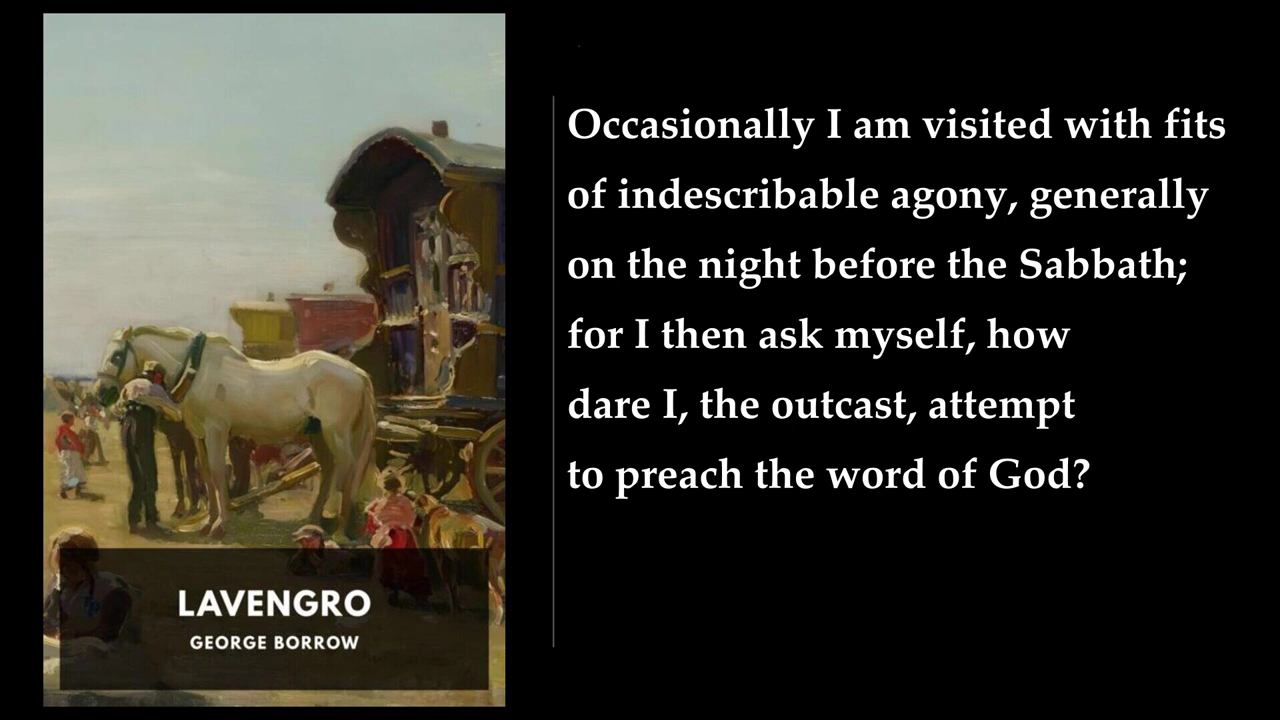 LAVENGRO
GEORGE BORROW
Occasionally I am visited with fits
of indescribable agony, generally
on the night before the Sabbath;
for I then ask myself, how
dare I, the outcast, attempt
to preach the word of God?